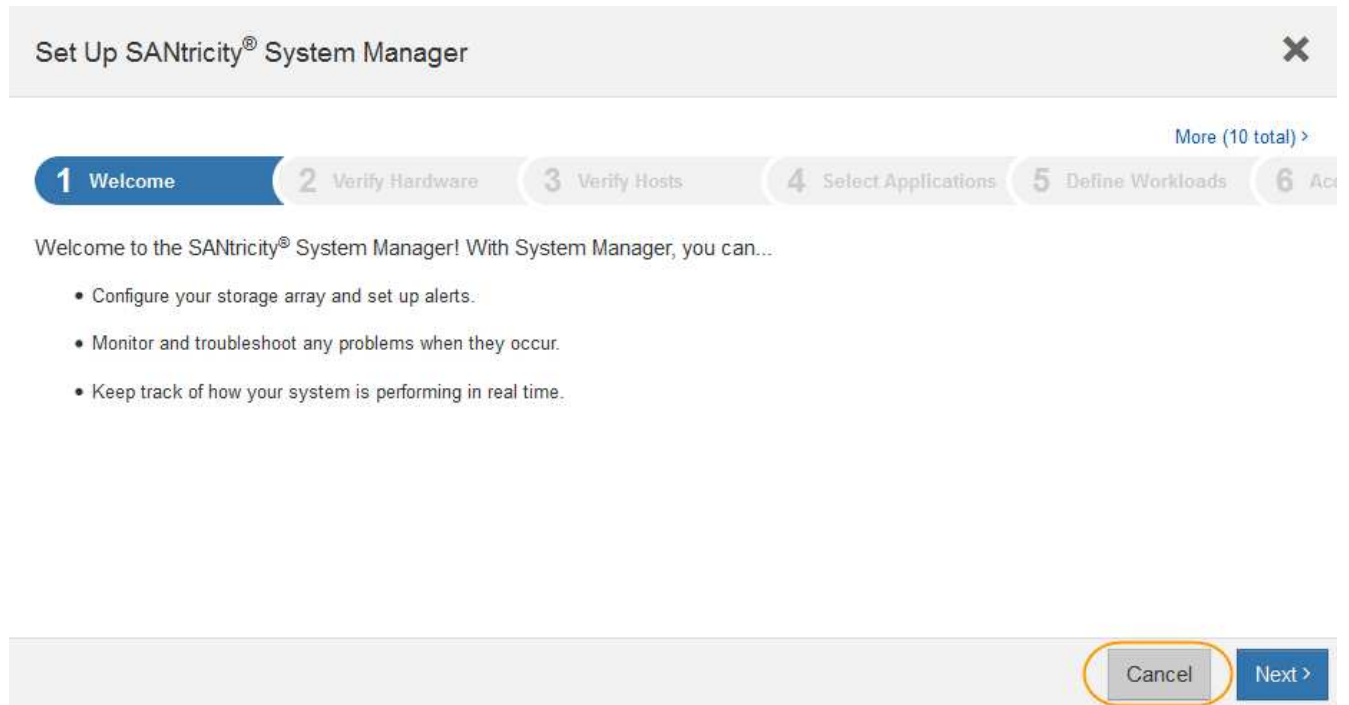 Set Up SANtricity® System Manager
More (10 total) >
1 Welcome 2 Verify Hardware 3 Verify Hosts 4 Select Applications 5 Define Workloads 6
Welcome to the SANtricity® System Manager! With System Manager, you can...
• Configure your storage array and set up alerts.
• Monitor and troubleshoot any problems when they occur.
• Keep track of how your system is performing in real time.
Cancel Next >